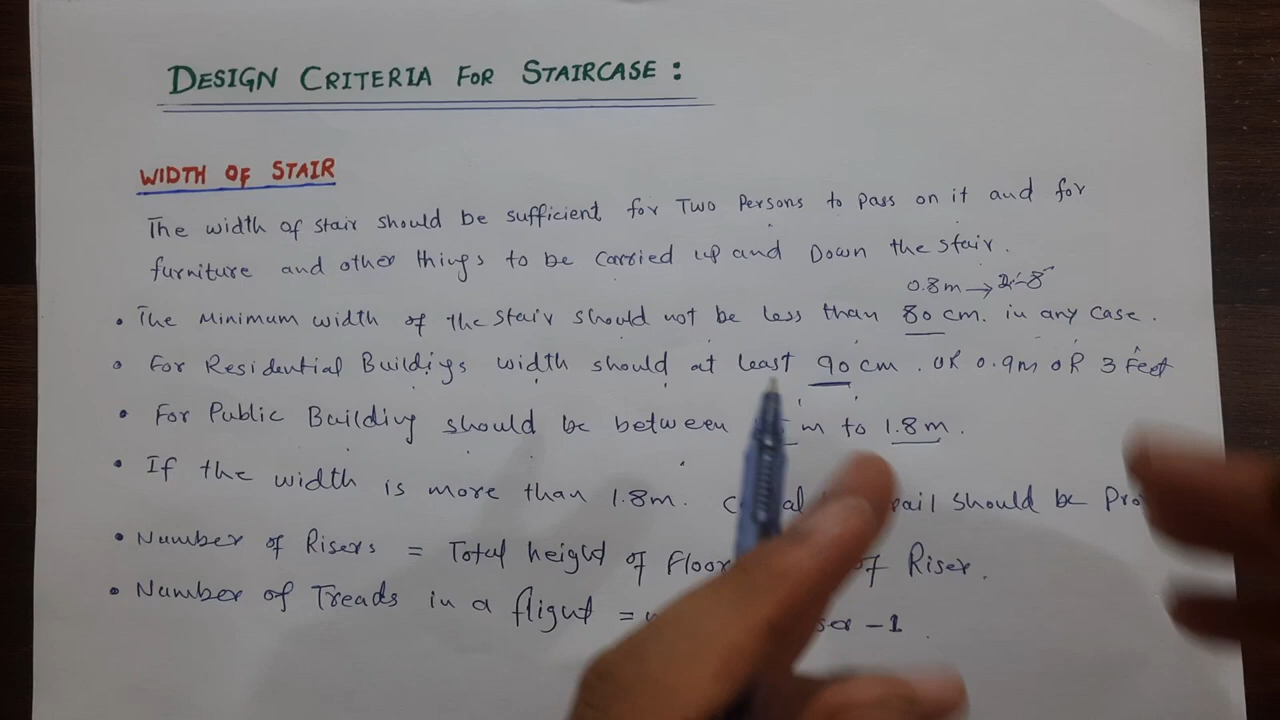 DESIGN CRITERIA FOR STAIRCASE :
WIDTH OF STAIR
The width of stair should be sufficient for Two Persons to pass on it and for
furniture and other things to be carried up and Down the stair.
0.8m →
• The Minimum width of the stair should not be less than 80 cm. in any case.
• For Residential Buildings width should at least 90 cm. OR 0.9m OR 3 Feet
• For Public Building should be between m to 1.8m.
• If the width is more than 1.8m. should be
• Number of Risers = Total height of Floor of Riser.
• Number of Treads in a flight = -1.